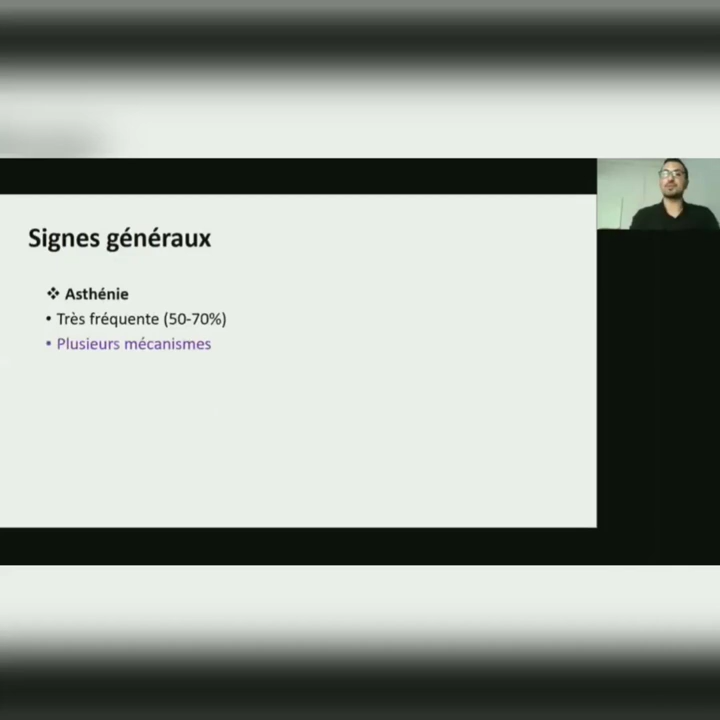 Signes généraux
❖ Asthénie
• Très fréquente (50-70%)
• Plusieurs mécanismes